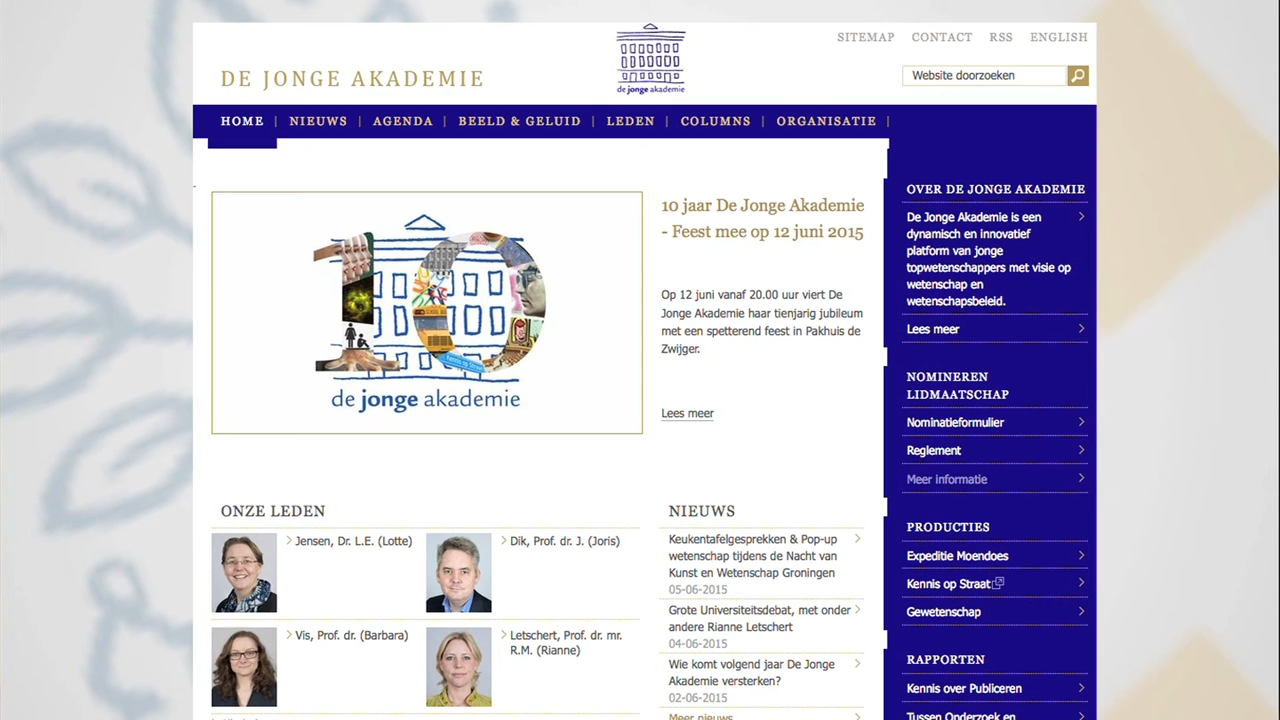 SITEMAP CONTACT RSS ENGLISH
DE JONGE AKADEMIE
de jonge akademie
Website doorzoeken
HOME | NIEUWS | AGENDA | BEELD & GELUID | LEDEN | COLUMNS | ORGANISATIE |
de jonge akademie
10 jaar De Jonge Akademie
- Feest mee op 12 juni 2015
Op 12 juni vanaf 20.00 uur viert De
Jonge Akademie haar tienjarig jubileum
met een spetterend feest in Pakhuis de
Zwijger.
Lees meer
ONZE LEDEN
Jensen, Dr. L.E. (Lotte)
Dik, Prof. dr. J. (Joris)
Vis, Prof. dr. (Barbara)
Letschert, Prof. dr. mr.
R.M. (Rianne)
NIEUWS
Keukentafelgesprekken & Pop-up
wetenschap tijdens de Nacht van
Kunst en Wetenschap Groningen
05-06-2015
Grote Universiteitsdebat, met onder
andere Rianne Letschert
04-06-2015
Wie komt volgend jaar De Jonge
Akademie versterken?
02-06-2015
Meer nieuws
OVER DE JONGE AKADEMIE
De Jonge Akademie is een
dynamisch en innovatief
platform van jonge
topwetenschappers met visie op
wetenschap en
wetenschapsbeleid.
Lees meer
NOMINEREN
LIDMAATSCHAP
Nominatieformulier
Reglement
Meer informatie
PRODUCTIES
Expeditie Moendoes
Kennis op Straat
Gewetenschap
RAPPORTEN
Kennis over Publiceren
Tussen Onderzoek en